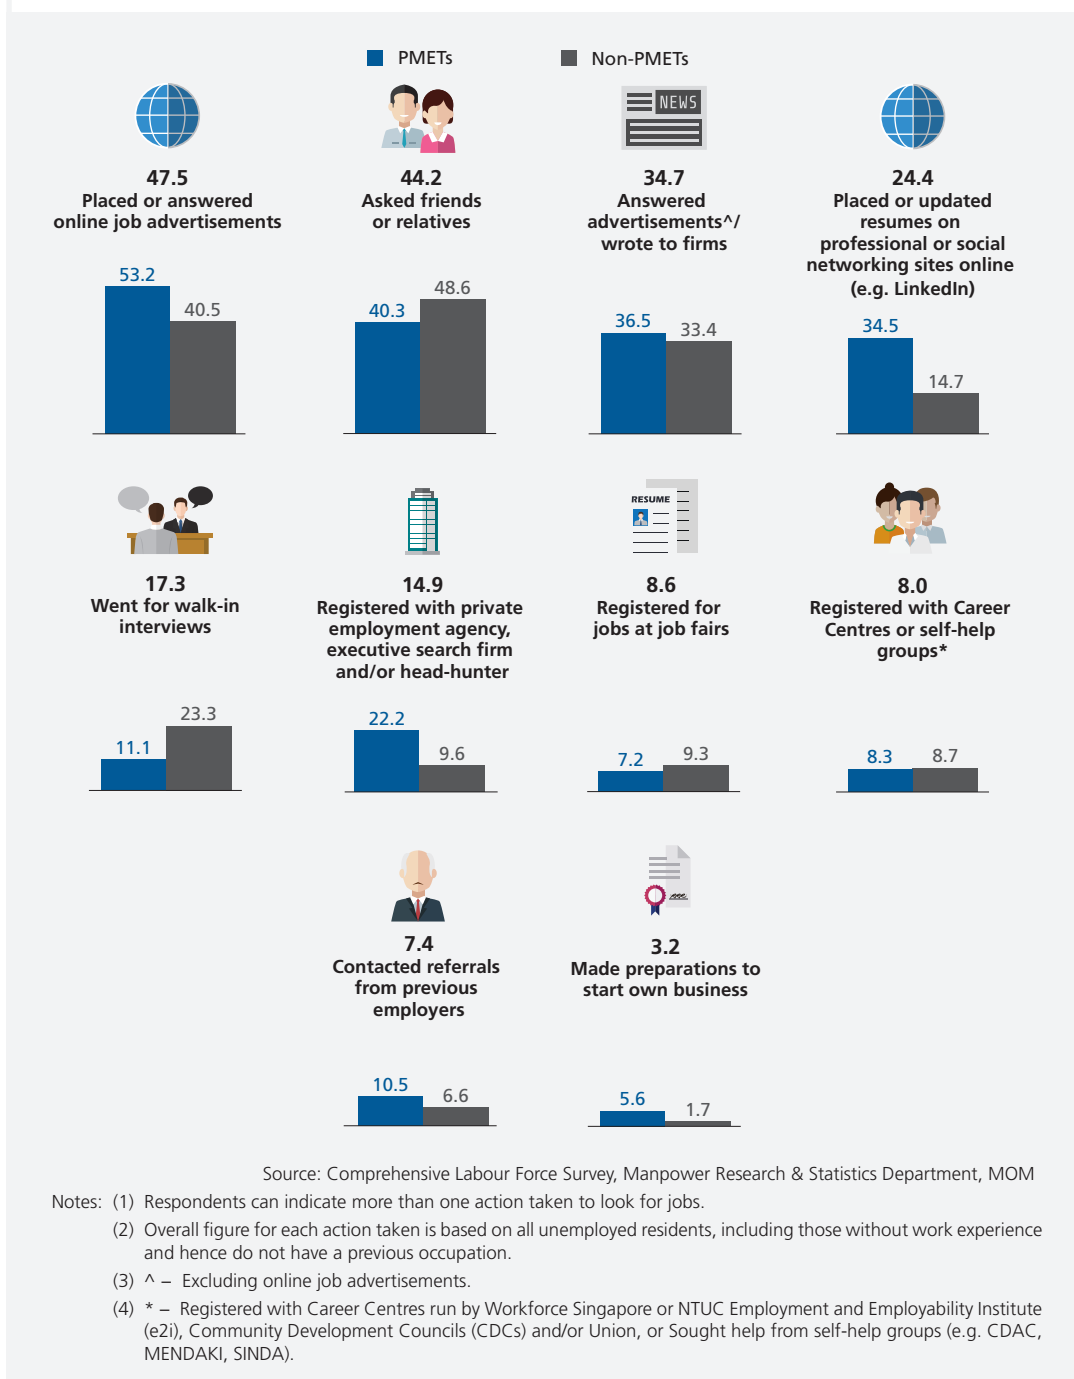 PMETs
Non-PMETs
NEWS
47.5
Placed or answered
online job advertisements
53.2
40.5
44.2
Asked friends
or relatives
40.3
48.6
34.7
Answered
advertisements^/
wrote to firms
36.5
33.4
24.4
Placed or updated
resumes on
professional or social
networking sites online
(e.g. LinkedIn)
34.5
14.7
17.3
Went for walk-in
interviews
11.1
23.3
14.9
Registered with private
employment agency,
executive search firm
and/or head-hunter
22.2
9.6
RESUME
8.6
Registered for
jobs at job fairs
7.2
9.3
8.0
Registered with Career
Centres or self-help
groups*
8.3
8.7
7.4
Contacted referrals
from previous
employers
10.5
6.6
3.2
Made preparations to
start own business
5.6
1.7
Source: Comprehensive Labour Force Survey, Manpower Research & Statistics Department, MOM
Notes: (1) Respondents can indicate more than one action taken to look for jobs.
(2) Overall figure for each action taken is based on all unemployed residents, including those without work experience
and hence do not have a previous occupation.
(3) ^ – Excluding online job advertisements.
(4) * – Registered with Career Centres run by Workforce Singapore or NTUC Employment and Employability Institute
(e2i), Community Development Councils (CDCs) and/or Union, or Sought help from self-help groups (e.g. CDAC,
MENDAKI, SINDA).